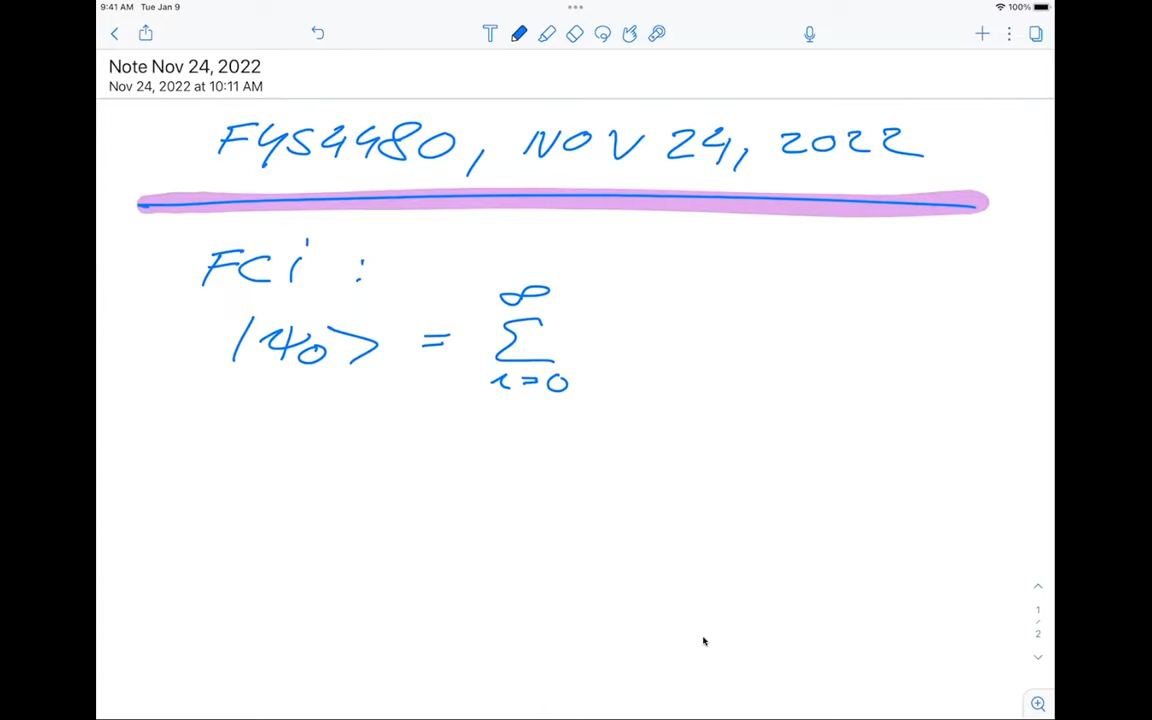 9:41 AM Tue Jan 9
100%
Note Nov 24, 2022
Nov 24, 2022 at 10:11 AM
FYS4480, NOV 24, 2022
FCI :
|Ψ₀⟩ = ∞ Σ i=0
1
/
2